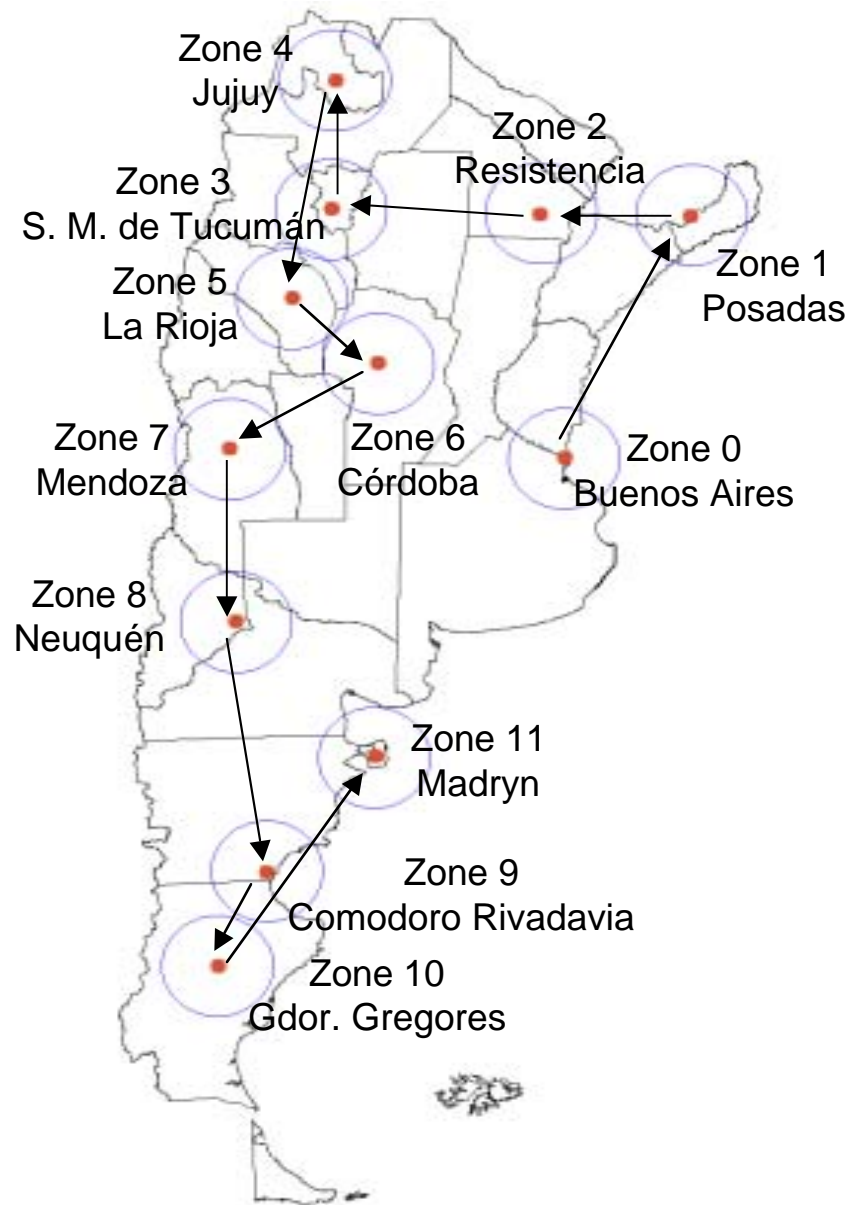 Zone 4
Jujuy
Zone 2
Resistencia
Zone 3
S. M. de Tucumán
Zone 1
Posadas
Zone 5
La Rioja
Zone 7
Mendoza
Zone 6
Córdoba
Zone 0
Buenos Aires
Zone 8
Neuquén
Zone 11
Madryn
Zone 9
Comodoro Rivadavia
Zone 10
Gdor. Gregores